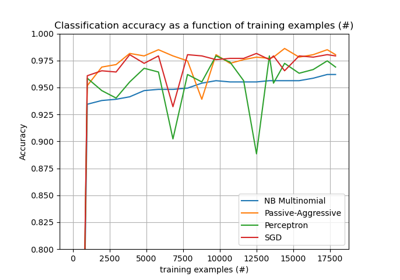 Classification accuracy as a function of training examples (#)
1.000
0.975
0.950
0.925
0.900
0.875
0.850
0.825
0.800
Accuracy
NB Multinomial
Passive-Aggressive
Perceptron
SGD
0 2500 5000 7500 10000 12500 15000 17500
training examples (#)